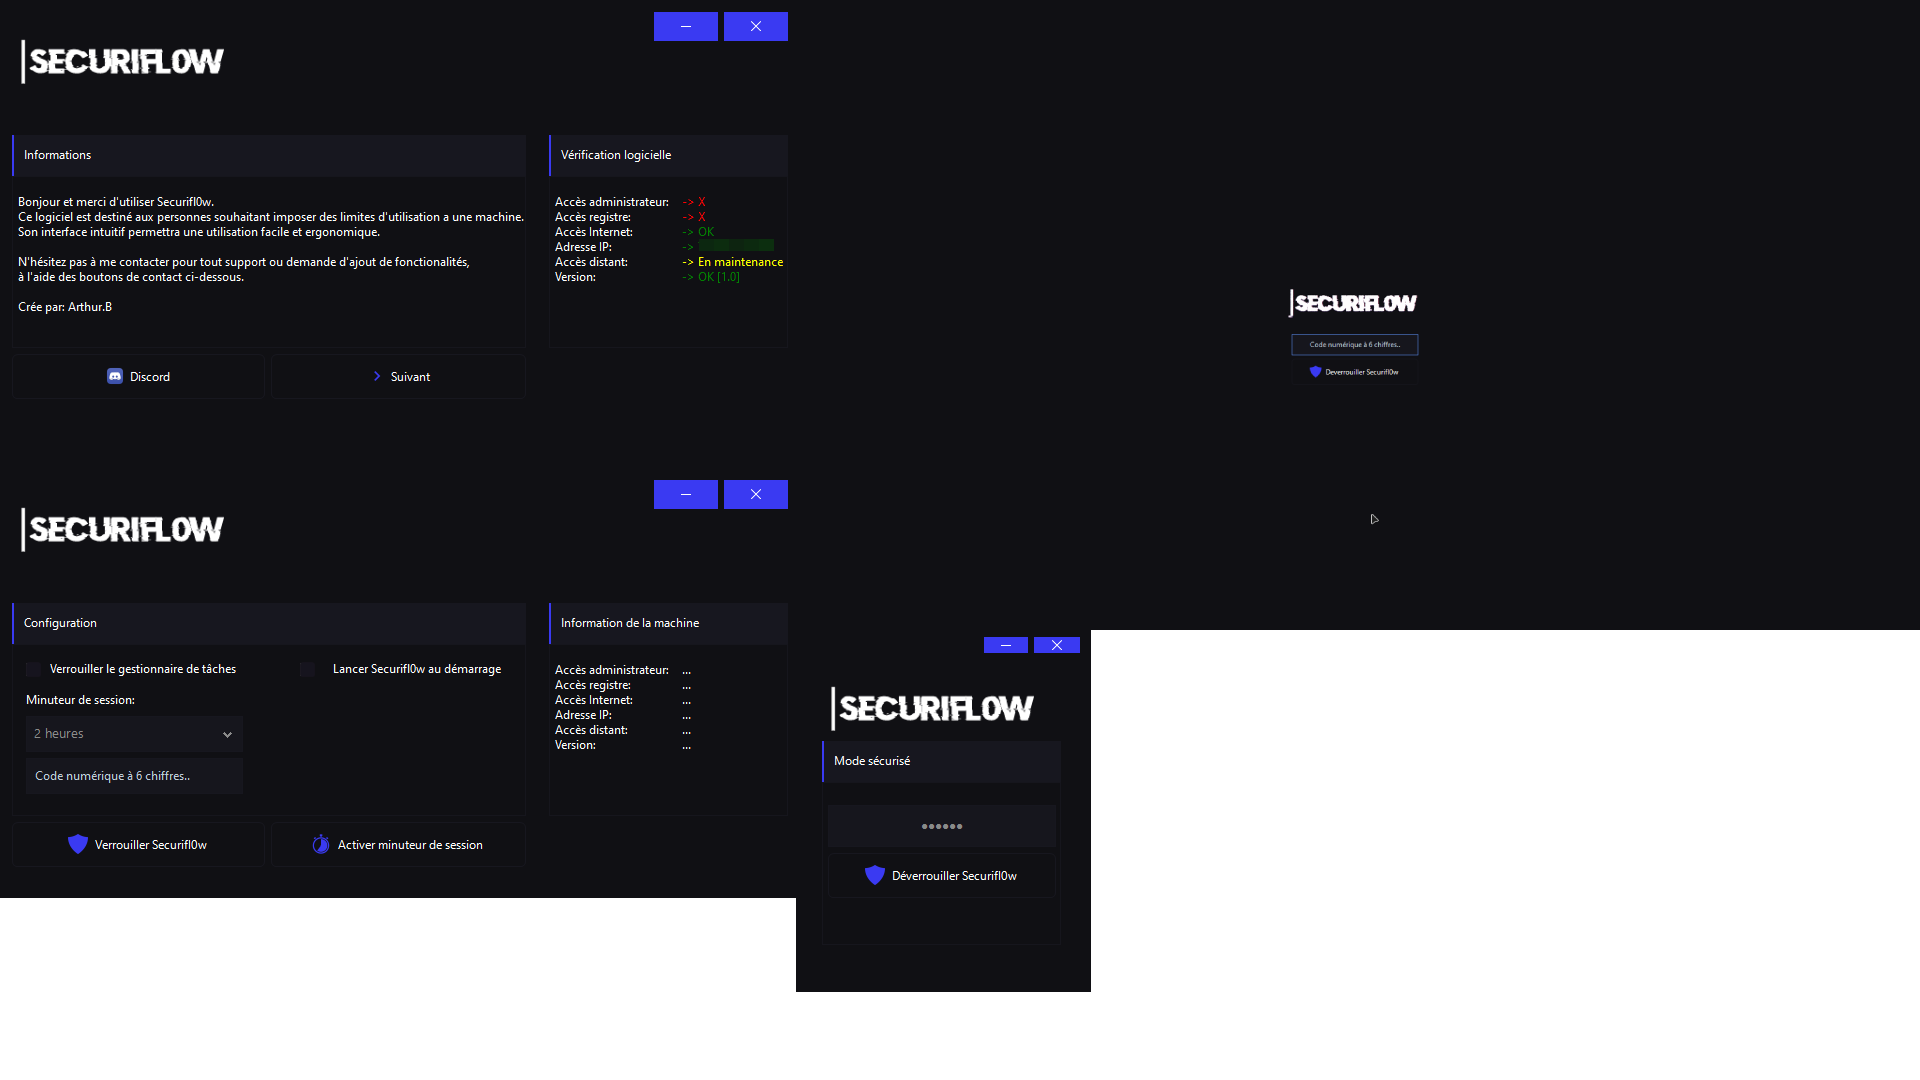 |SECURIFLOW
Informations
Bonjour et merci d'utiliser Securifl0w.
Ce logiciel est destiné aux personnes souhaitant imposer des limites d'utilisation a une machine.
Son interface intuitif permettra une utilisation facile et ergonomique.
N'hésitez pas à me contacter pour tout support ou demande d'ajout de fonctionalités,
à l'aide des boutons de contact ci-dessous.
Crée par: Arthur.B
Discord
Suivant
Vérification logicielle
Accès administrateur: -> X
Accès registre: -> X
Accès Internet: -> OK
Adresse IP: ->
Accès distant: -> En maintenance
Version: -> OK [1.0]
|SECURIFLOW
Code numérique à 6 chiffres..
Deverrouiller Securifl0w
|SECURIFLOW
Configuration
Verrouiller le gestionnaire de tâches
Lancer Securifl0w au démarrage
Minuteur de session:
2 heures
Code numérique à 6 chiffres..
Verrouiller Securifl0w
Activer minuteur de session
Information de la machine
Accès administrateur: ...
Accès registre: ...
Accès Internet: ...
Adresse IP: ...
Accès distant: ...
Version: ...
|SECURIFLOW
Mode sécurisé
••••••
Déverrouiller Securifl0w